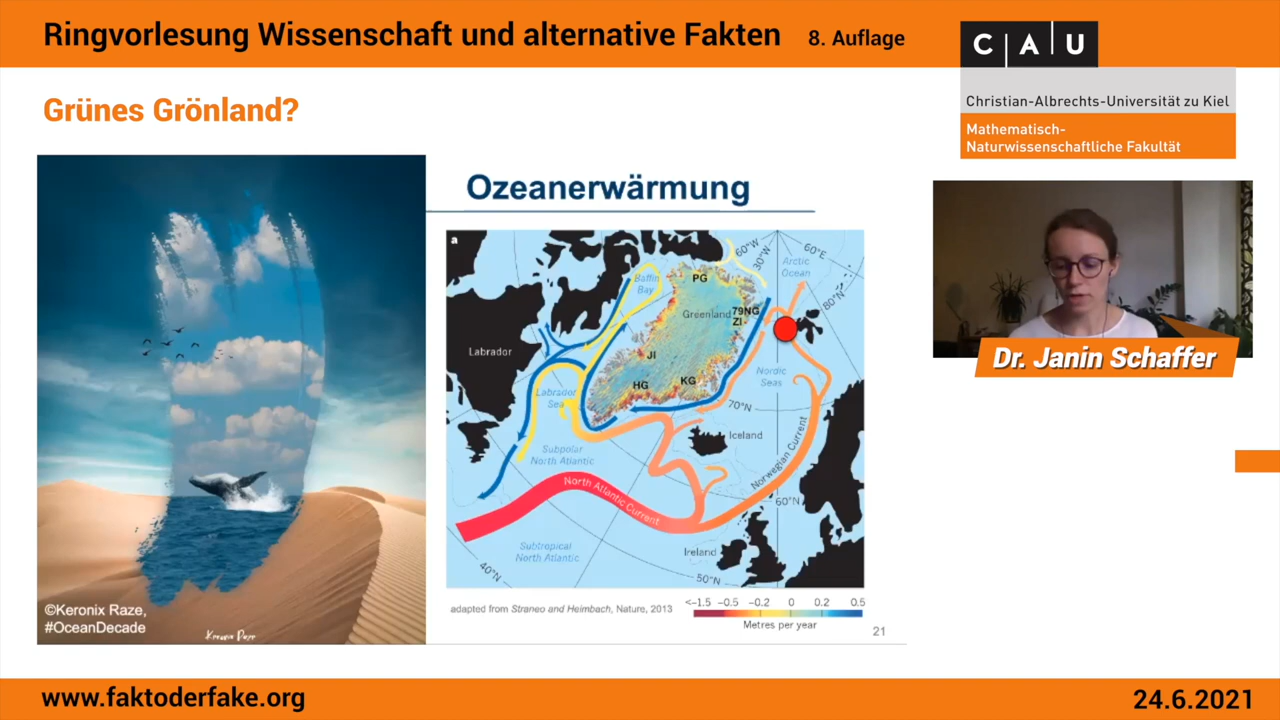 Ringvorlesung Wissenschaft und alternative Fakten 8. Auflage
C A U
Christian-Albrechts-Universität zu Kiel
Mathematisch-
Naturwissenschaftliche Fakultät
Grünes Grönland?
Ozeanerwärmung
a
60°W
30°W
60°E
Arctic
Ocean
80°N
Baffin
Bay
PG
Greenland
79NG
ZI
Labrador
JI
HG
KG
Nordic
Seas
Labrador
Sea
70°N
Iceland
Norwegian Current
Subpolar
North Atlantic
North Atlantic Current
60°N
Subtropical
North Atlantic
Ireland
40°N
50°N
adapted from Straneo and Heimbach, Nature, 2013
<–1.5 –0.5 –0.2 0 0.2 0.5
Metres per year
21
©Keronix Raze,
#OceanDecade
Dr. Janin Schaffer
www.faktoderfake.org
24.6.2021